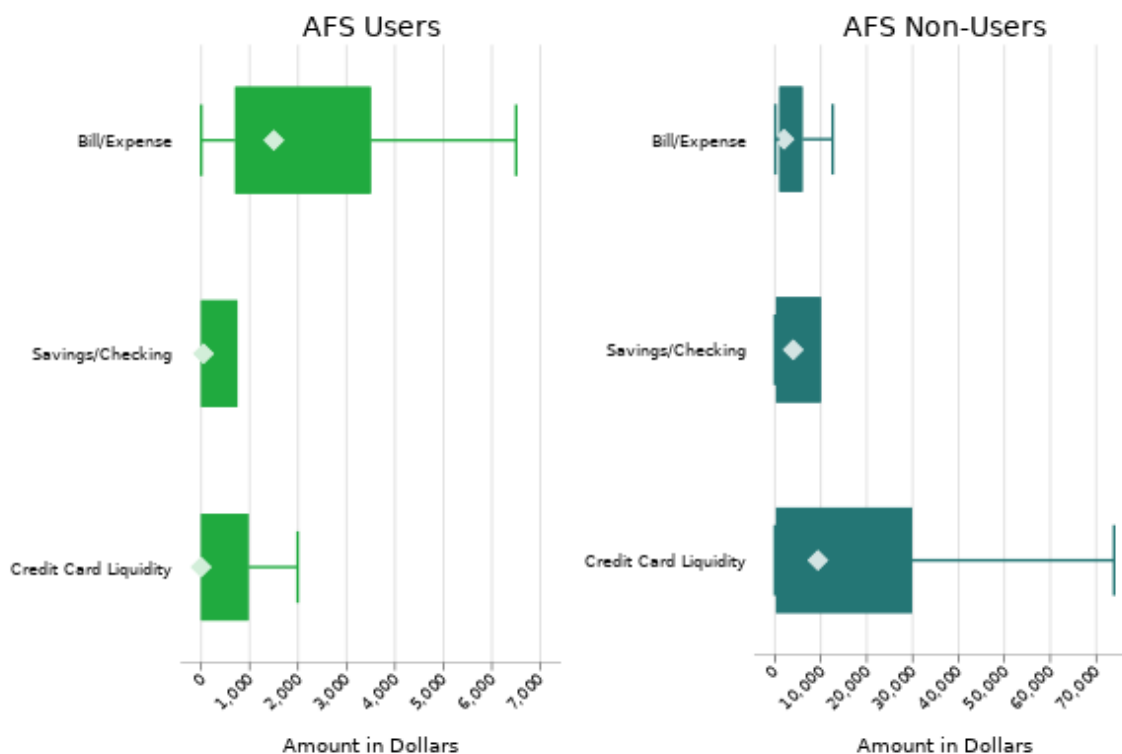 AFS Users
Bill/Expense
Savings/Checking
Credit Card Liquidity
0
1,000
2,000
3,000
4,000
5,000
6,000
7,000
Amount in Dollars
AFS Non-Users
Bill/Expense
Savings/Checking
Credit Card Liquidity
0
10,000
20,000
30,000
40,000
50,000
60,000
70,000
Amount in Dollars